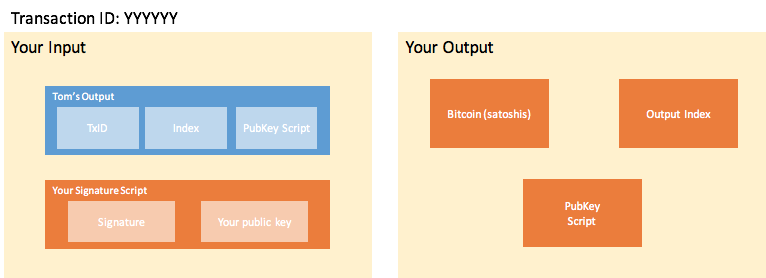 Transaction ID: YYYYYY
Your Input
Tom's Output
TxID
Index
PubKey Script
Your Signature Script
Signature
Your public key
Your Output
Bitcoin (satoshis)
Output Index
PubKey
Script